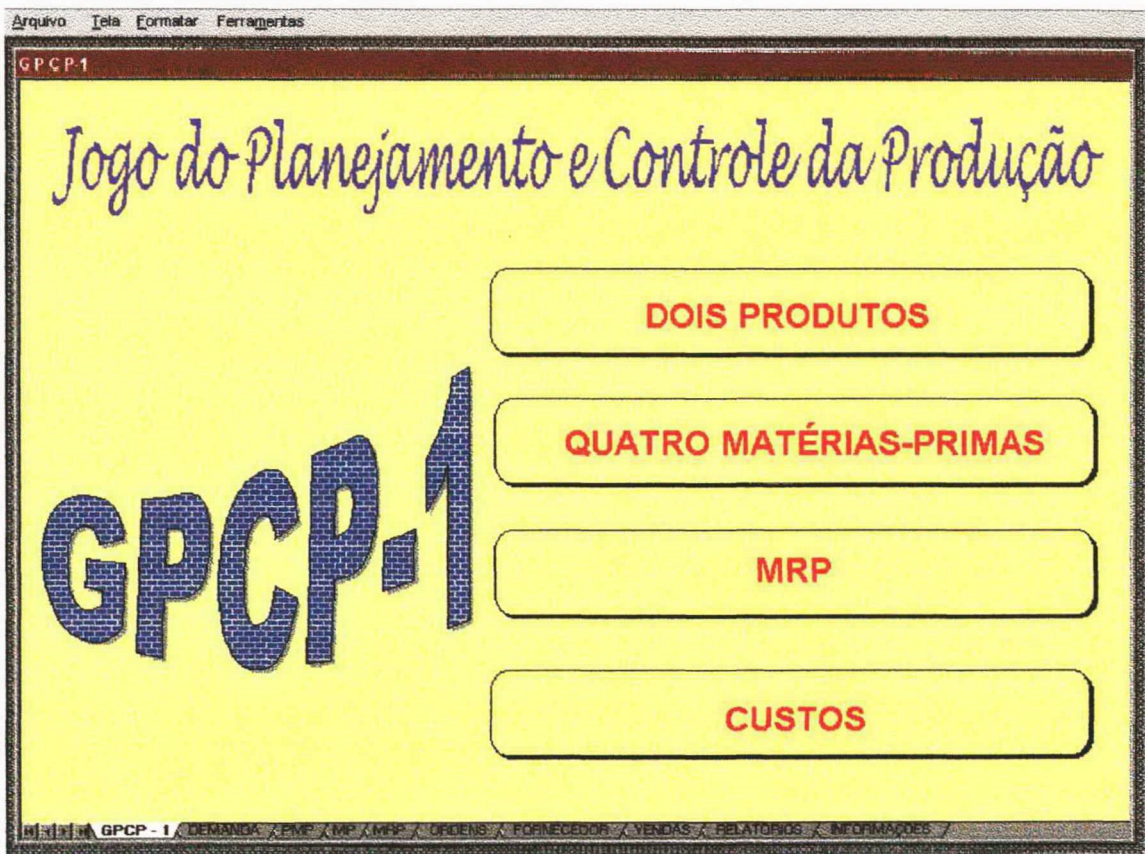 Arquivo Tela Formatar Ferramentas
GPCP-1
Jogo do Planejamento e Controle da Produção
DOIS PRODUTOS
QUATRO MATÉRIAS-PRIMAS
GPCP-1
MRP
CUSTOS
GPCP - 1 DEMANDA PMP MP MRP ORDENS FORNECEDOR VENDAS RELATÓRIOS INFORMAÇÕES